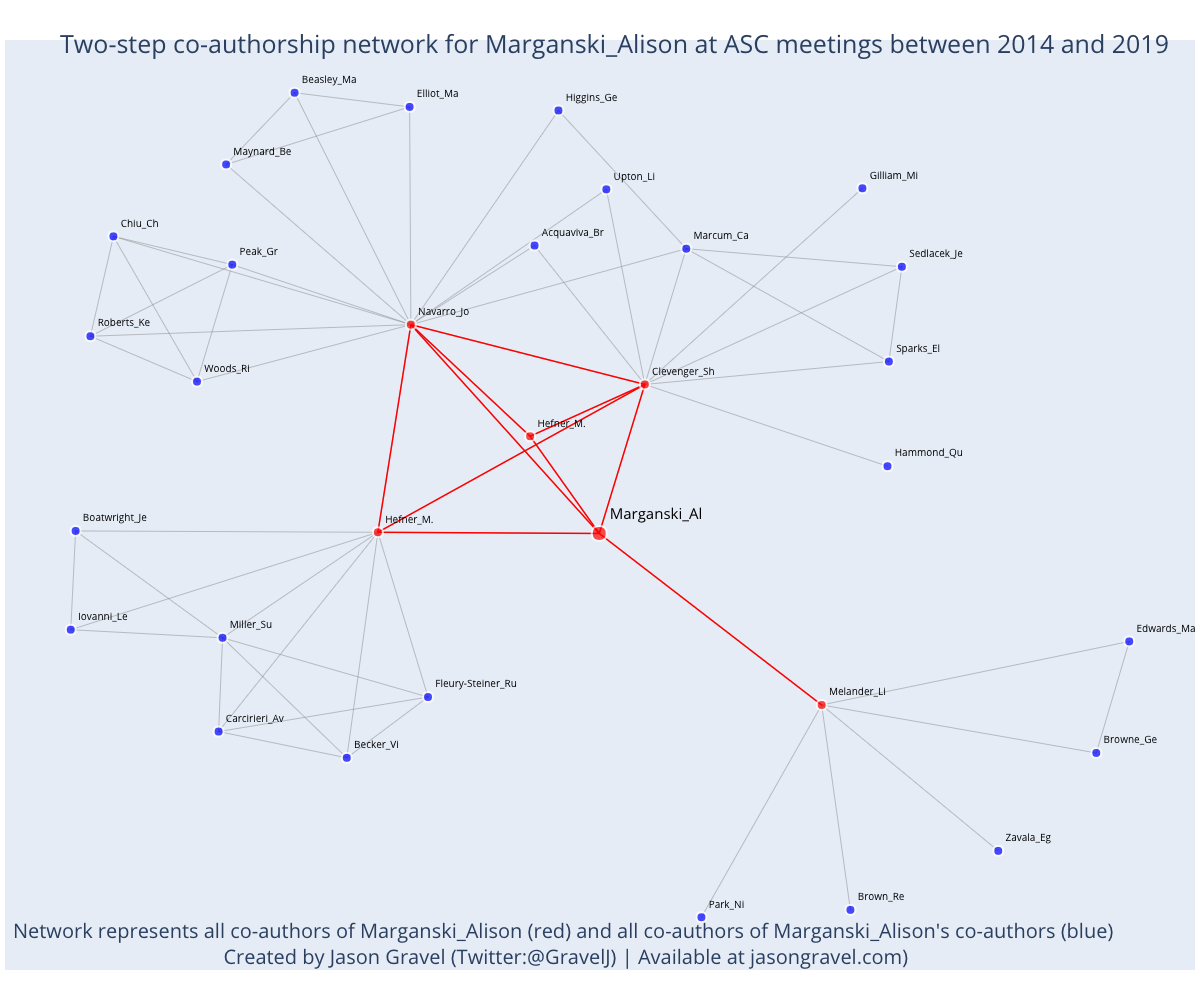 Two-step co-authorship network for Marganski_Alison at ASC meetings between 2014 and 2019
Beasley_Ma
Elliot_Ma
Higgins_Ge
Maynard_Be
Upton_Li
Gilliam_Mi
Chiu_Ch
Acquaviva_Br
Marcum_Ca
Peak_Gr
Sedlacek_Je
Navarro_Jo
Roberts_Ke
Sparks_El
Woods_Ri
Clevenger_Sh
Hefner_M.
Hammond_Qu
Marganski_Al
Boatwright_Je
Hefner_M.
Iovanni_Le
Miller_Su
Edwards_Ma
Fleury-Steiner_Ru
Melander_Li
Carcirieri_Av
Becker_Vi
Browne_Ge
Zavala_Eg
Brown_Re
Park_Ni
Network represents all co-authors of Marganski_Alison (red) and all co-authors of Marganski_Alison's co-authors (blue)
Created by Jason Gravel (Twitter:@GravelJ) | Available at jasongravel.com)